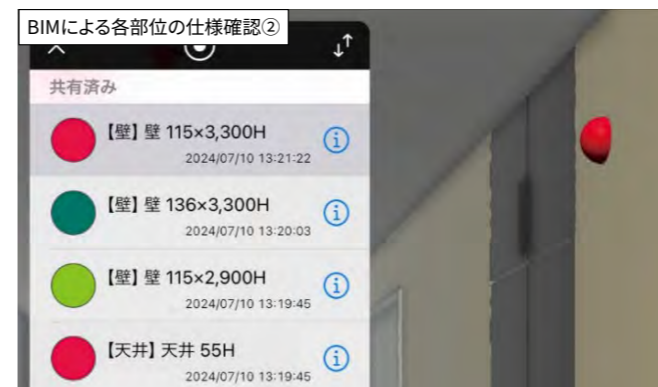 BIMによる各部位の仕様確認②
共有済み
【壁】壁 115×3,300H
2024/07/10 13:21:22
【壁】壁 136×3,300H
2024/07/10 13:20:03
【壁】壁 115×2,900H
2024/07/10 13:19:45
【天井】天井 55H
2024/07/10 13:19:45